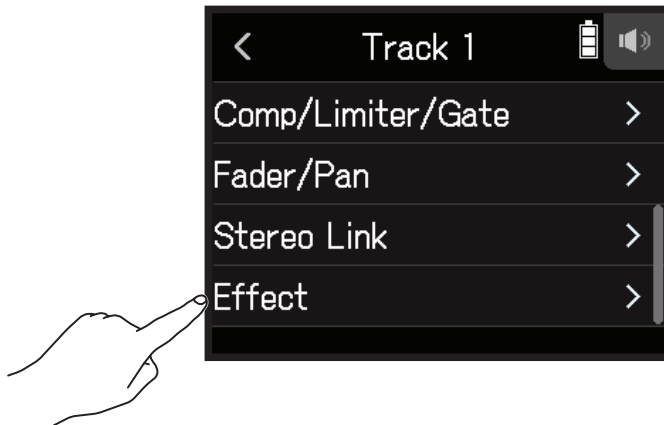 Track 1
Comp/Limiter/Gate
Fader/Pan
Stereo Link
Effect